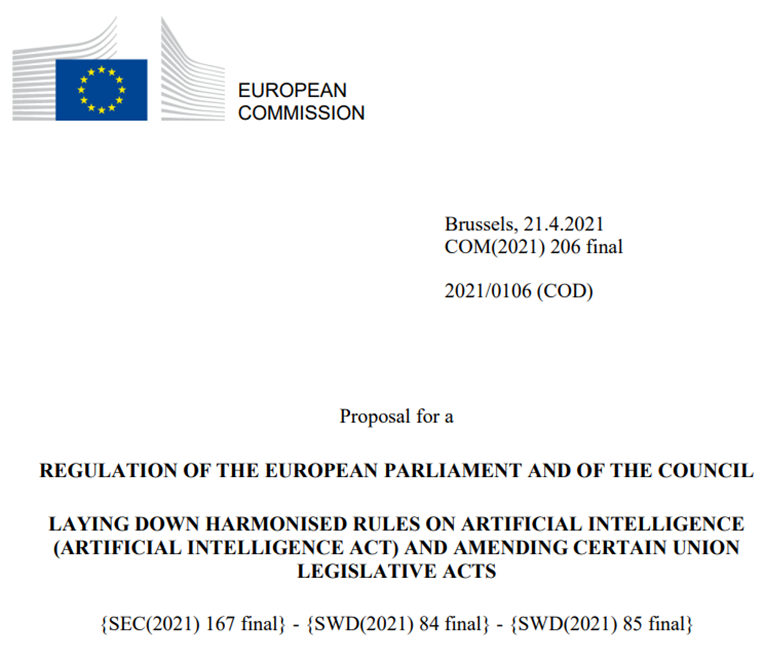 EUROPEAN
COMMISSION
Brussels, 21.4.2021
COM(2021) 206 final
2021/0106 (COD)
Proposal for a
REGULATION OF THE EUROPEAN PARLIAMENT AND OF THE COUNCIL
LAYING DOWN HARMONISED RULES ON ARTIFICIAL INTELLIGENCE
(ARTIFICIAL INTELLIGENCE ACT) AND AMENDING CERTAIN UNION
LEGISLATIVE ACTS
{SEC(2021) 167 final} - {SWD(2021) 84 final} - {SWD(2021) 85 final}